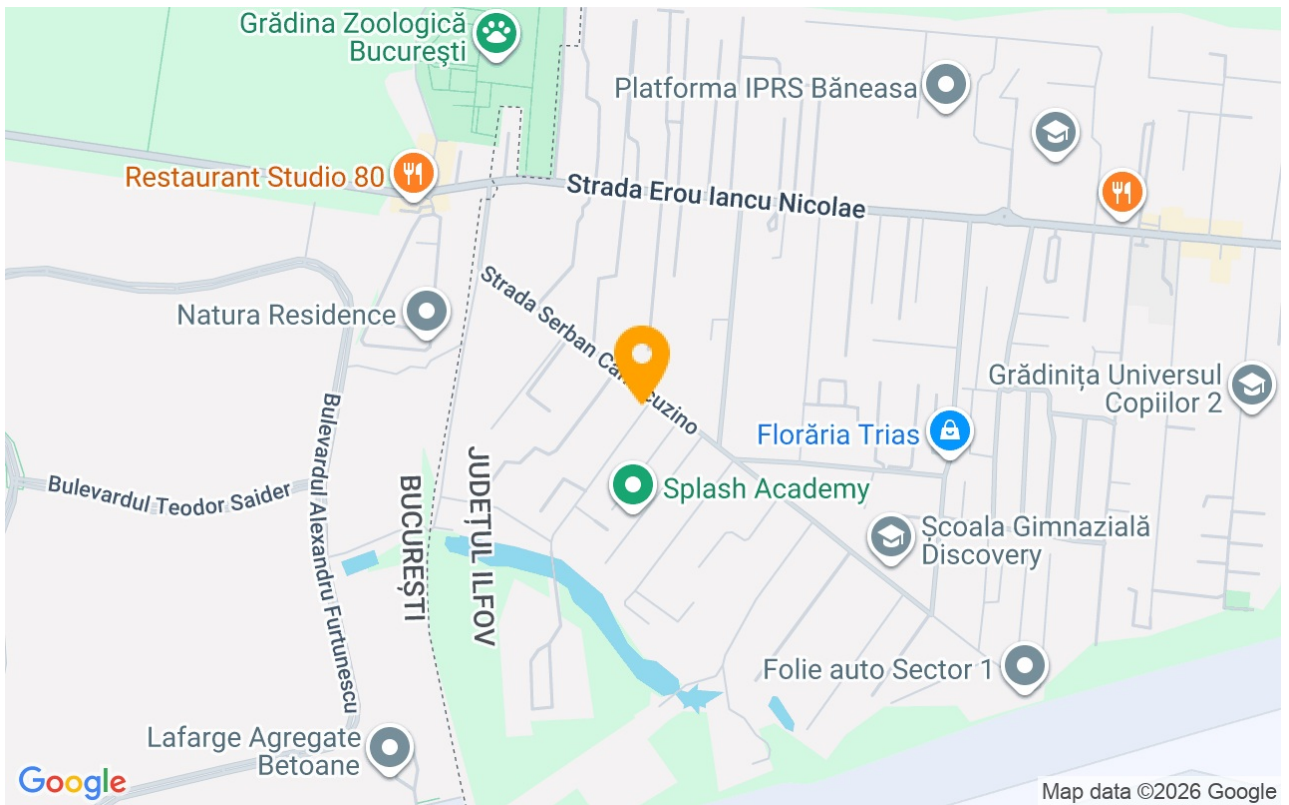 Grădina Zoologică
Bucureşti
Platforma IPRS Băneasa
Restaurant Studio 80
Strada Erou Iancu Nicolae
Strada Serban
cuzino
Natura Residence
Grădinița Universul
Copiilor 2
Florăria Trias
Bulevardul Teodor Saider
Bulevardul Alexandru Furtunescu
BUCUREȘTI
JUDEȚUL ILFOV
Splash Academy
Școala Gimnazială
Discovery
Folie auto Sector 1
Lafarge Agregate
Betoane
Google
Map data ©2026 Google